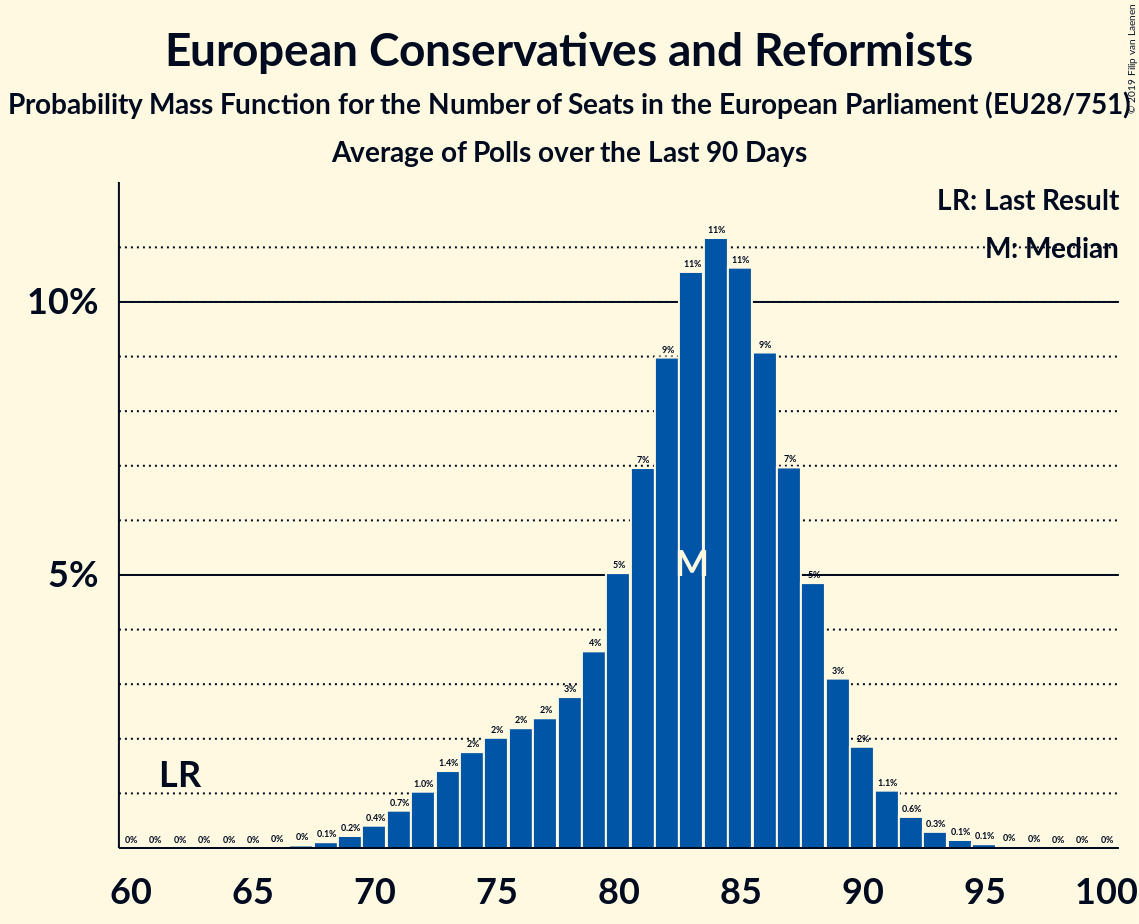 European Conservatives and Reformists
Probability Mass Function for the Number of Seats in the European Parliament (EU28/751)
Average of Polls over the Last 90 Days
© 2019 Filip van Laenen
LR: Last Result
M: Median
10%
5%
LR
M
0% 0% 0% 0% 0% 0% 0% 0% 0.1% 0.2% 0.4% 0.7% 1.0% 1.4% 2% 2% 2% 2% 3% 4% 5% 7% 9% 11% 11% 11% 9% 7% 5% 3% 2% 1.1% 0.6% 0.3% 0.1% 0.1% 0% 0% 0% 0% 0%
60 65 70 75 80 85 90 95 100